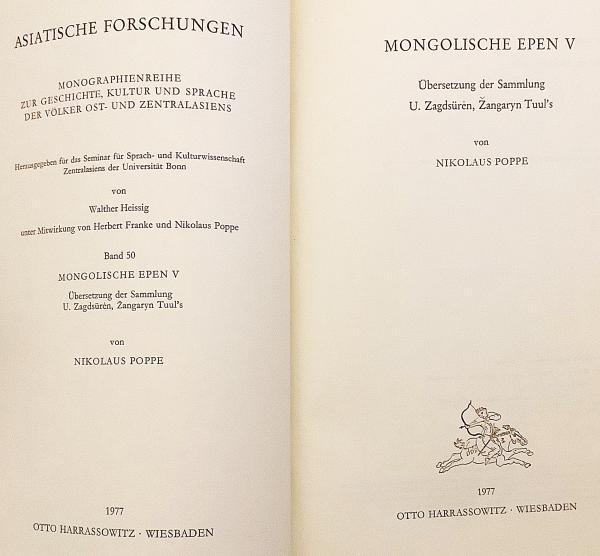 ASIATISCHE FORSCHUNGEN
MONOGRAPHIENREIHE
ZUR GESCHICHTE, KULTUR UND SPRACHE
DER VÖLKER OST- UND ZENTRALASIENS
Herausgegeben für das Seminar für Sprach- und Kulturwissenschaft
Zentralasiens der Universität Bonn
von
Walther Heissig
unter Mitwirkung von Herbert Franke und Nikolaus Poppe
Band 50
MONGOLISCHE EPEN V
Übersetzung der Sammlung
U. Zagdsürėn, Žangaryn Tuul's
von
NIKOLAUS POPPE
1977
OTTO HARRASSOWITZ · WIESBADEN
MONGOLISCHE EPEN V
Übersetzung der Sammlung
U. Zagdsürėn, Žangaryn Tuul's
von
NIKOLAUS POPPE
1977
OTTO HARRASSOWITZ · WIESBADEN